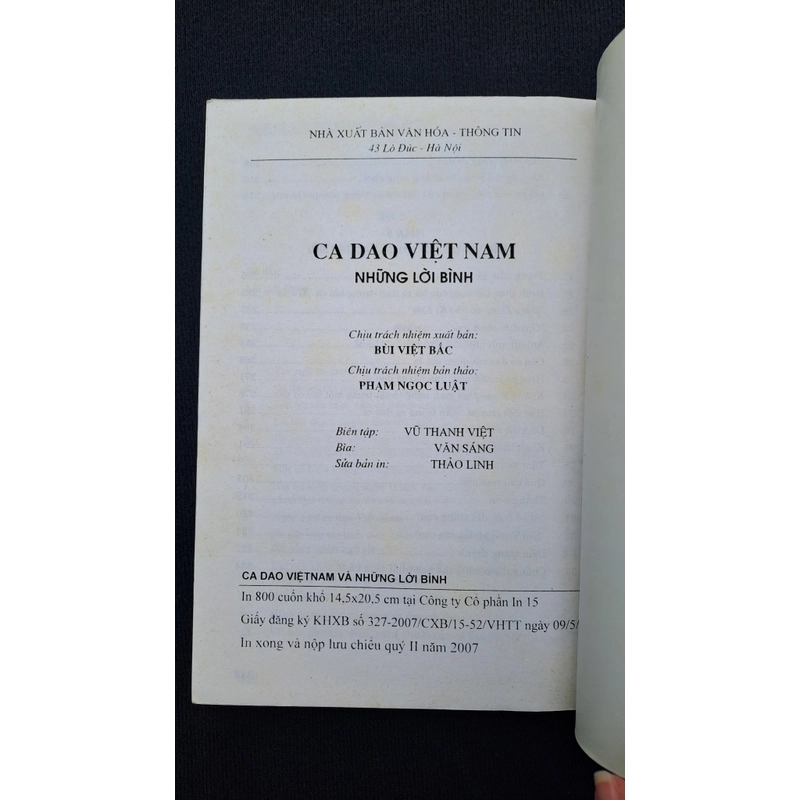 NHÀ XUẤT BẢN VĂN HÓA - THÔNG TIN
43 Lò Đúc - Hà Nội
CA DAO VIỆT NAM
NHỮNG LỜI BÌNH
Chịu trách nhiệm xuất bản:
BÙI VIỆT BẮC
Chịu trách nhiệm bản thảo:
PHẠM NGỌC LUẬT
Biên tập: VŨ THANH VIỆT
Bìa: VĂN SÁNG
Sửa bản in: THẢO LINH
CA DAO VIỆTNAM VÀ NHỮNG LỜI BÌNH
In 800 cuốn khổ 14,5x20,5 cm tại Công ty Cổ phần In 15
Giấy đăng ký KHXB số 327-2007/CXB/15-52/VHTT ngày 09/5/
In xong và nộp lưu chiểu quý II năm 2007